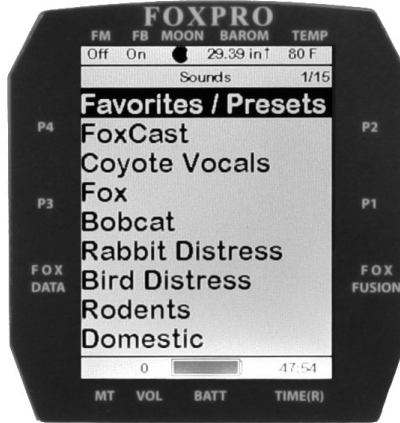 FOXPRO
FM FB MOON BAROM TEMP
Off On 29.39 in↑ 80 F
Sounds 1/15
Favorites / Presets
P4 FoxCast P2
Coyote Vocals
P3 Fox P1
Bobcat
Rabbit Distress
FOX DATA Bird Distress FOX FUSION
Rodents
Domestic
0 47:54
MT VOL BATT TIME(R)